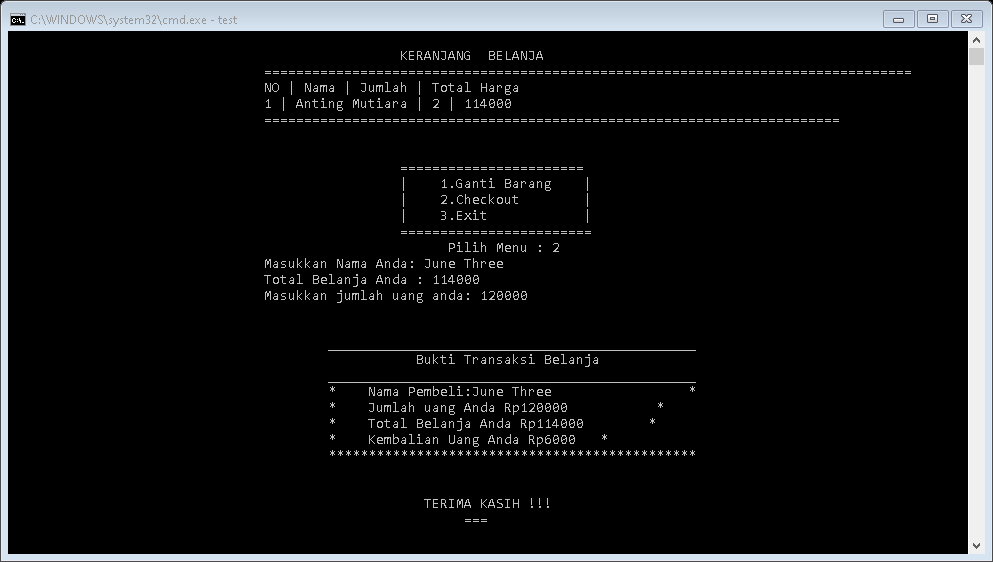 C:\WINDOWS\system32\cmd.exe - test
KERANJANG  BELANJA
=================================================================================
NO | Nama | Jumlah | Total Harga
1 | Anting Mutiara | 2 | 114000
========================================================================
=======================
|    1.Ganti Barang    |
|    2.Checkout        |
|    3.Exit            |
========================
Pilih Menu : 2
Masukkan Nama Anda: June Three
Total Belanja Anda : 114000
Masukkan jumlah uang anda: 120000
______________________________________________
Bukti Transaksi Belanja
______________________________________________
*    Nama Pembeli:June Three                 *
*    Jumlah uang Anda Rp120000           *
*    Total Belanja Anda Rp114000        *
*    Kembalian Uang Anda Rp6000   *
**********************************************
TERIMA KASIH !!!
===